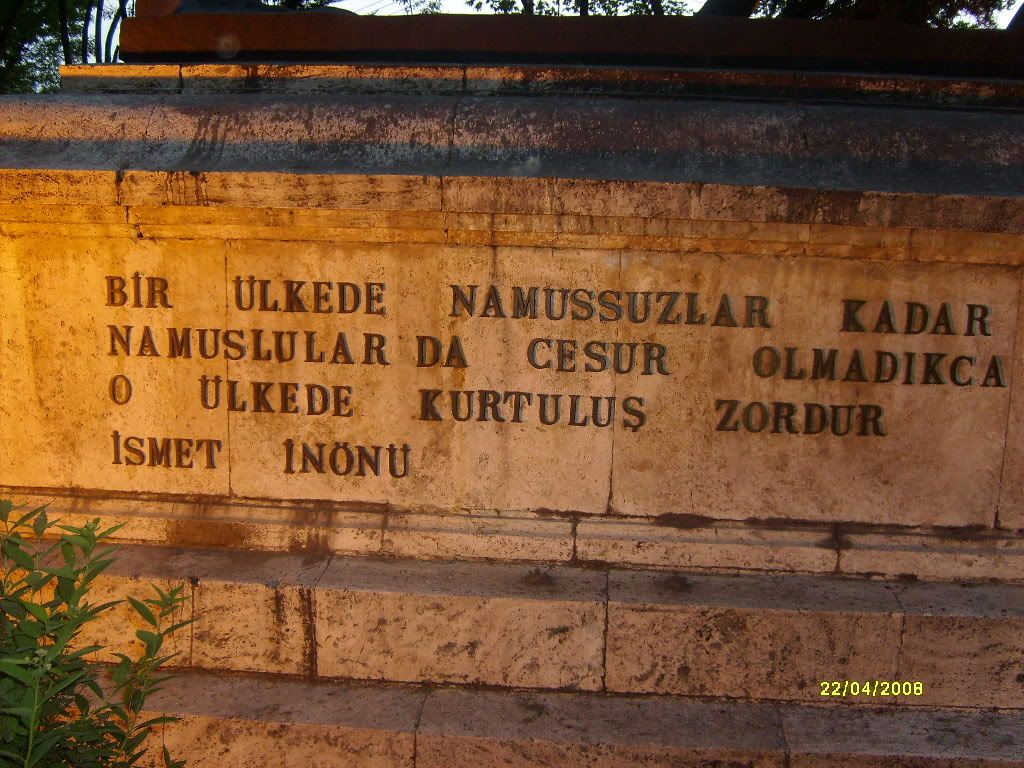 BİR ÜLKEDE NAMUSSUZLAR KADAR
NAMUSLULAR DA CESUR OLMADIKCA
O ÜLKEDE KURTULUŞ ZORDUR
İSMET İNÖNÜ
22/04/2008